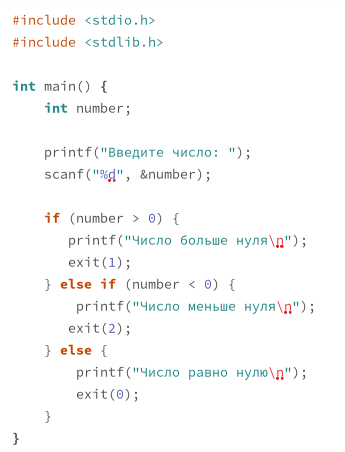 #include <stdio.h>
#include <stdlib.h>

int main() {
    int number;

    printf("Введите число: ");
    scanf("%d", &number);

    if (number > 0) {
       printf("Число больше нуля\n");
       exit(1);
    } else if (number < 0) {
        printf("Число меньше нуля\n");
       exit(2);
    } else {
        printf("Число равно нулю\n");
        exit(0);
    }
}